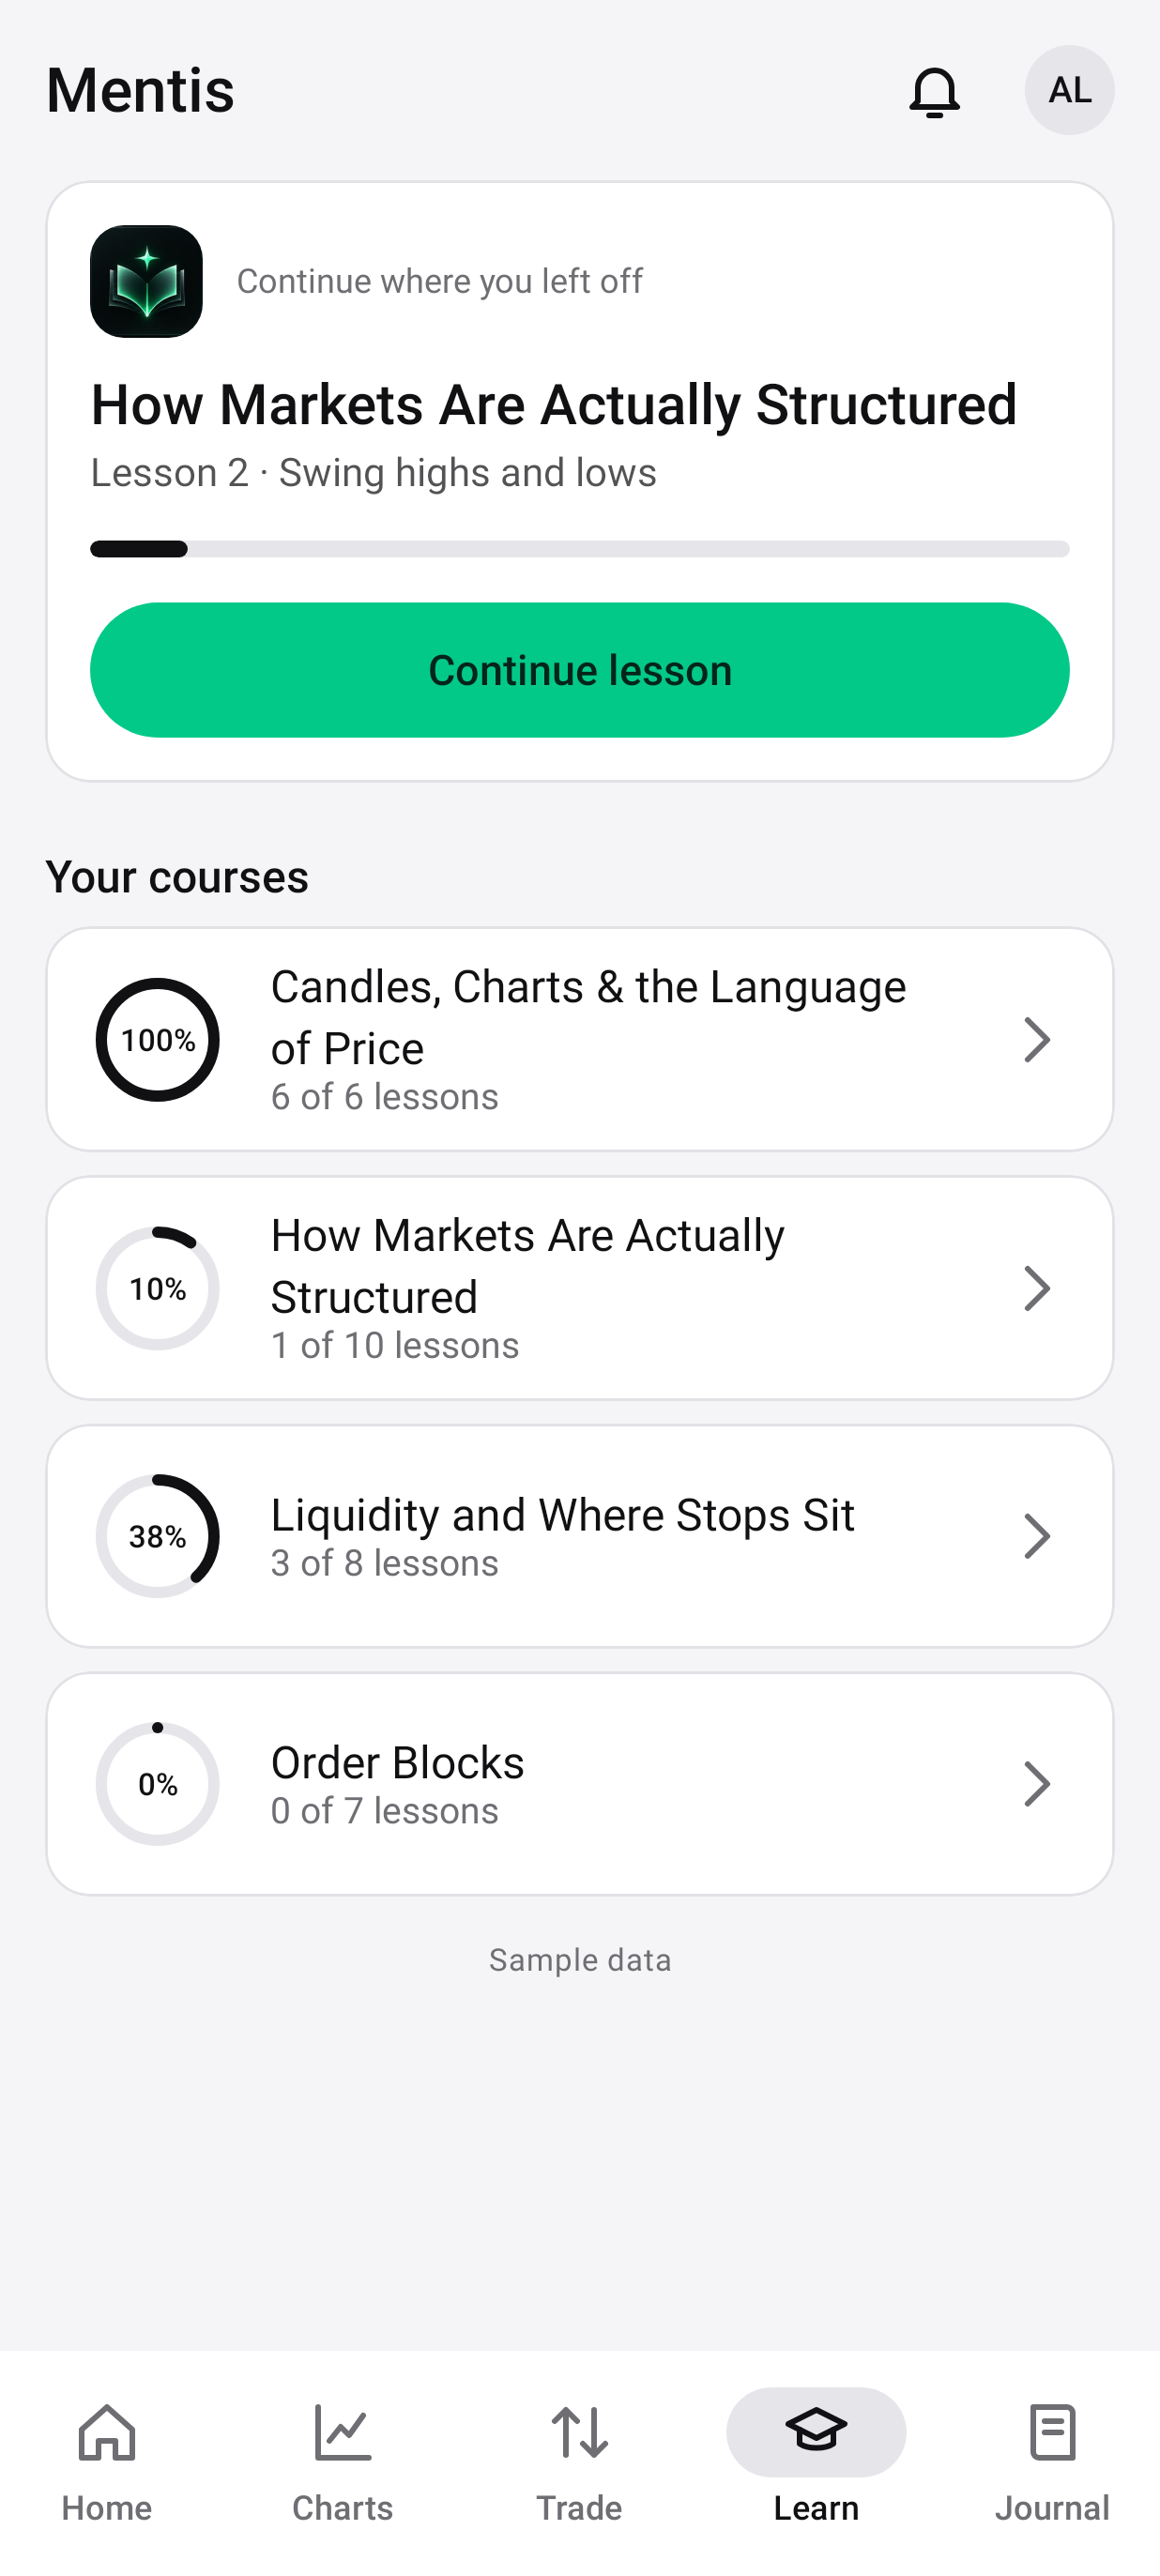 Mentis
AL
Continue where you left off
How Markets Are Actually Structured
Lesson 2 · Swing highs and lows
Continue lesson
Your courses
100%
Candles, Charts & the Language
of Price
6 of 6 lessons
10%
How Markets Are Actually
Structured
1 of 10 lessons
38%
Liquidity and Where Stops Sit
3 of 8 lessons
0%
Order Blocks
0 of 7 lessons
Sample data
Home
Charts
Trade
Learn
Journal